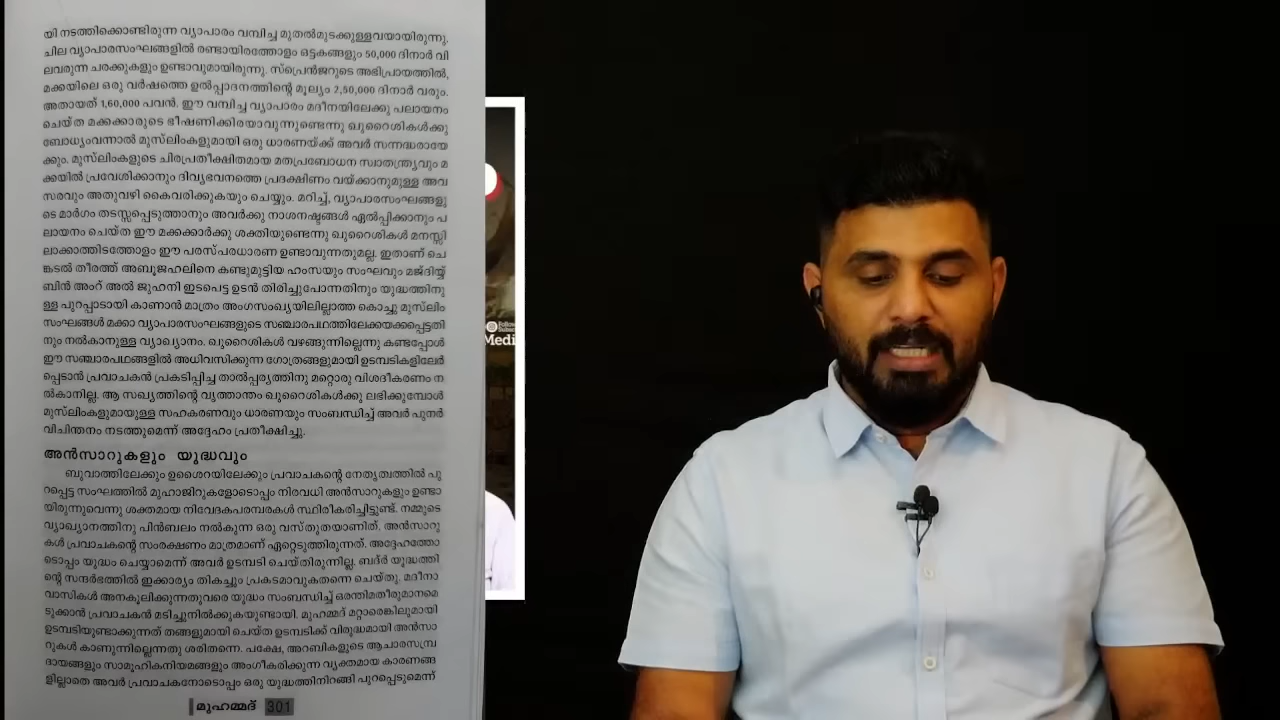 യി നടത്തിക്കൊണ്ടിരുന്ന വ്യാപാരം വമ്പിച്ച മുതൽമുടക്കുള്ളവയായിരുന്നു.
ചില വ്യാപാരസംഘങ്ങളിൽ രണ്ടായിരത്തോളം ഒട്ടകങ്ങളും 50,000 ദിനാർ വി
ലവരുന്ന ചരക്കുകളും ഉണ്ടാവുമായിരുന്നു. സ്പ്രെൻജറുടെ അഭിപ്രായത്തിൽ,
മക്കയിലെ ഒരു വർഷത്തെ ഉൽപ്പാദനത്തിന്റെ മൂല്യം 2,50,000 ദിനാർ വരും.
അതായത് 1,60,000 പവൻ. ഈ വമ്പിച്ച വ്യാപാരം മദീനയിലേക്കു പലായനം
ചെയ്ത മക്കക്കാരുടെ ഭീഷണിക്കിരയാവുന്നുണ്ടെന്നു ഖുറൈശികൾക്കു
ബോധ്യംവന്നാൽ മുസ്‌ലിംകളുമായി ഒരു ധാരണയ്ക്ക് അവർ സന്നദ്ധരായേ
ക്കും. മുസ്‌ലിംകളുടെ ചിരപ്രതീക്ഷിതമായ മതപ്രബോധന സ്വാതന്ത്ര്യവും മ
ക്കയിൽ പ്രവേശിക്കാനും ദിവ്യഭവനത്തെ പ്രദക്ഷിണം വയ്ക്കാനുമുള്ള അവ
സരവും അതുവഴി കൈവരിക്കുകയും ചെയ്യും. മറിച്ച്, വ്യാപാരസംഘങ്ങളു
ടെ മാർഗം തടസ്സപ്പെടുത്താനും അവർക്കു നാശനഷ്ടങ്ങൾ ഏൽപ്പിക്കാനും പ
ലായനം ചെയ്ത ഈ മക്കക്കാർക്കു ശക്തിയുണ്ടെന്നു ഖുറൈശികൾ മനസ്സി
ലാക്കാത്തിടത്തോളം ഈ പരസ്പരധാരണ ഉണ്ടാവുന്നതുമല്ല. ഇതാണ് ചെ
ങ്കടൽ തീരത്ത് അബൂജഹലിനെ കണ്ടുമുട്ടിയ ഹംസയും സംഘവും മജ്ദിയ്യ്
ബിൻ അംറ് അൽ ജുഹനി ഇടപെട്ട ഉടൻ തിരിച്ചുപോന്നതിനും യുദ്ധത്തിനു
ള്ള പുറപ്പാടായി കാണാൻ മാത്രം അംഗസംഖ്യയിലില്ലാത്ത കൊച്ചു മുസ്‌ലിം
സംഘങ്ങൾ മക്കാ വ്യാപാരസംഘങ്ങളുടെ സഞ്ചാരപഥത്തിലേക്കയക്കപ്പെട്ടതി
നും നൽകാനുള്ള വ്യാഖ്യാനം. ഖുറൈശികൾ വഴങ്ങുന്നില്ലെന്നു കണ്ടപ്പോൾ
ഈ സഞ്ചാരപഥങ്ങളിൽ അധിവസിക്കുന്ന ഗോത്രങ്ങളുമായി ഉടമ്പടികളിലേർ
പ്പെടാൻ പ്രവാചകൻ പ്രകടിപ്പിച്ച താൽപ്പര്യത്തിനു മറ്റൊരു വിശദീകരണം ന
ൽകാനില്ല. ആ സഖ്യത്തിന്റെ വൃത്താന്തം ഖുറൈശികൾക്കു ലഭിക്കുമ്പോൾ
മുസ്‌ലിംകളുമായുള്ള സഹകരണവും ധാരണയും സംബന്ധിച്ച് അവർ പുനർ
വിചിന്തനം നടത്തുമെന്ന് അദ്ദേഹം പ്രതീക്ഷിച്ചു.
അൻസാറുകളും യുദ്ധവും
ബുവാത്തിലേക്കും ഉശൈറയിലേക്കും പ്രവാചകന്റെ നേതൃത്വത്തിൽ പു
റപ്പെട്ട സംഘത്തിൽ മുഹാജിറുകളോടൊപ്പം നിരവധി അൻസാറുകളും ഉണ്ടാ
യിരുന്നുവെന്നു ശക്തമായ നിവേദകപരമ്പരകൾ സ്ഥിരീകരിച്ചിട്ടുണ്ട്. നമ്മുടെ
വ്യാഖ്യാനത്തിനു പിൻബലം നൽകുന്ന ഒരു വസ്തുതയാണിത്. അൻസാറു
കൾ പ്രവാചകന്റെ സംരക്ഷണം മാത്രമാണ് ഏറ്റെടുത്തിരുന്നത്. അദ്ദേഹത്തോ
ടൊപ്പം യുദ്ധം ചെയ്യാമെന്ന് അവർ ഉടമ്പടി ചെയ്തിരുന്നില്ല. ബദ്ർ യുദ്ധത്തി
ന്റെ സന്ദർഭത്തിൽ ഇക്കാര്യം തികച്ചും പ്രകടമാവുകതന്നെ ചെയ്തു. മദീനാ
വാസികൾ അനുകൂലിക്കുന്നതുവരെ യുദ്ധം സംബന്ധിച്ച് ഒരന്തിമതീരുമാനമെ
ടുക്കാൻ പ്രവാചകൻ മടിച്ചുനിൽക്കുകയുണ്ടായി. മുഹമ്മദ് മറ്റാരെങ്കിലുമായി
ഉടമ്പടിയുണ്ടാക്കുന്നത് തങ്ങളുമായി ചെയ്ത ഉടമ്പടിക്ക് വിരുദ്ധമായി അൻസാ
റുകൾ കാണുന്നില്ലെന്നതു ശരിതന്നെ. പക്ഷേ, അറബികളുടെ ആചാരസമ്പ്ര
ദായങ്ങളും സാമൂഹികനിയമങ്ങളും അംഗീകരിക്കുന്ന വ്യക്തമായ കാരണങ്ങ
ളില്ലാതെ അവർ പ്രവാചകനോടൊപ്പം ഒരു യുദ്ധത്തിനിറങ്ങി പുറപ്പെടുമെന്ന്
മുഹമ്മദ് 301
Medi